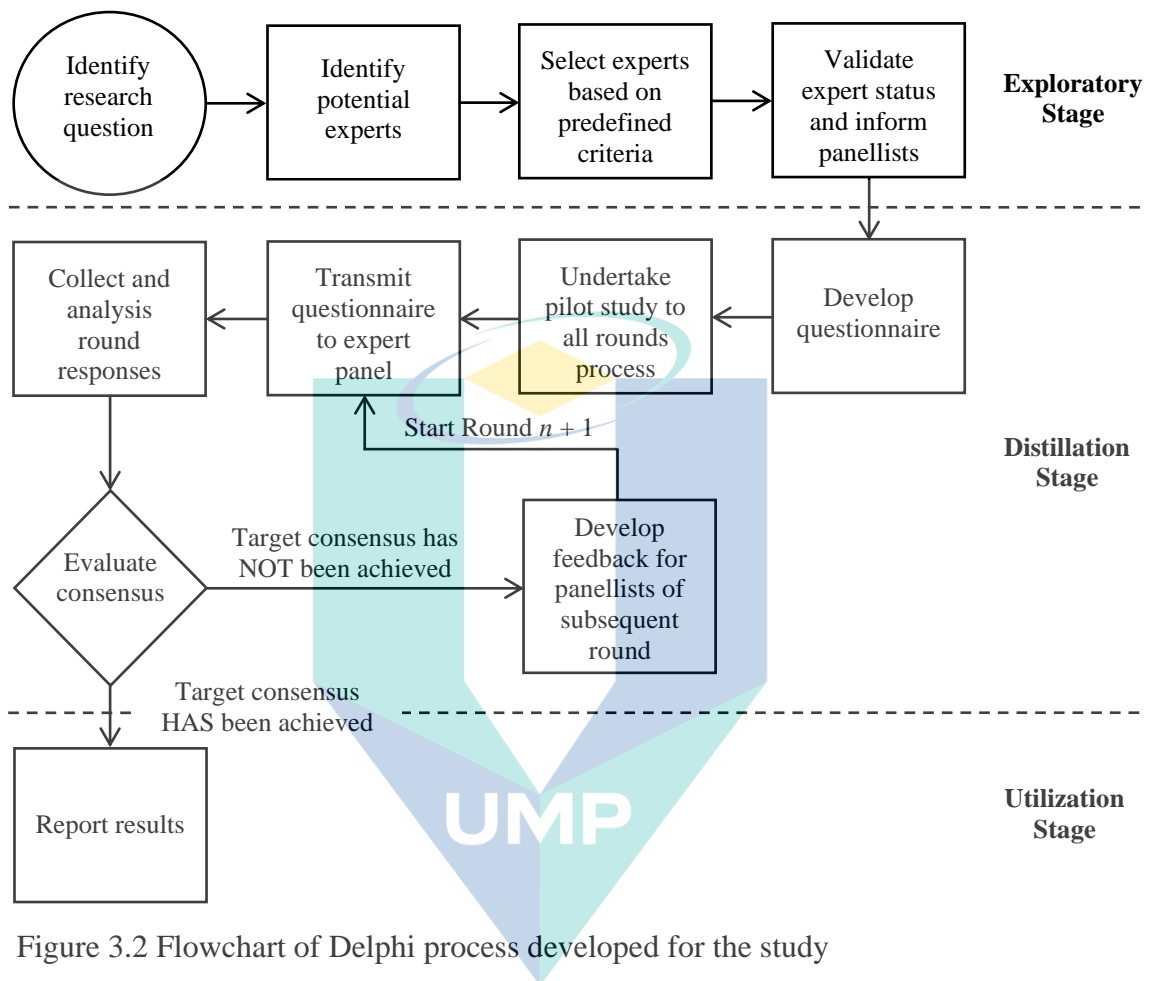 Identify
research
question
Identify
potential
experts
Select experts
based on
predefined
criteria
Validate
expert status
and inform
panellists
Exploratory
Stage
Collect and
analysis
round
responses
Transmit
questionnaire
to expert
panel
Undertake
pilot study to
all rounds
process
Develop
questionnaire
Start Round n + 1
Distillation
Stage
Evaluate
consensus
Target consensus has
NOT been achieved
Develop
feedback for
panellists of
subsequent
round
Target consensus
HAS been achieved
Report results
UMP
Utilization
Stage
Figure 3.2 Flowchart of Delphi process developed for the study